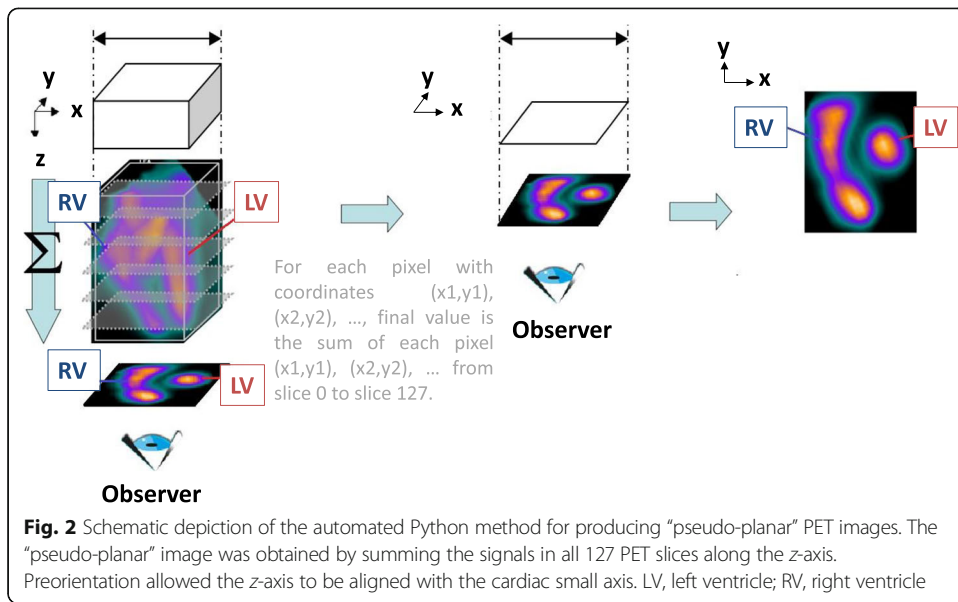 y
x
z
RV
LV
Σ
RV
LV
Observer
For each pixel with
coordinates (x1,y1),
(x2,y2), ..., final value is
the sum of each pixel
(x1,y1), (x2,y2), ... from
slice 0 to slice 127.
y
x
Observer
y
x
RV
LV
Fig. 2 Schematic depiction of the automated Python method for producing “pseudo-planar” PET images. The
“pseudo-planar” image was obtained by summing the signals in all 127 PET slices along the z-axis.
Preorientation allowed the z-axis to be aligned with the cardiac small axis. LV, left ventricle; RV, right ventricle